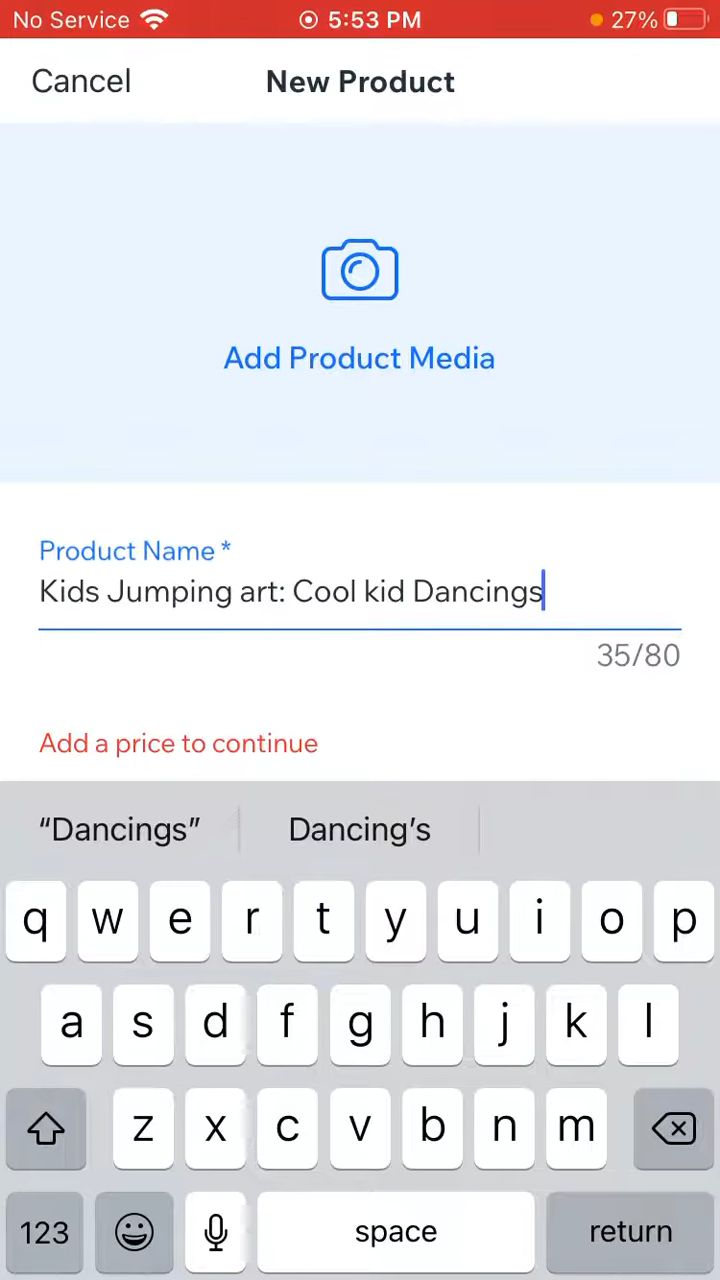 No Service 5:53 PM 27%
Cancel New Product
Add Product Media
Product Name *
Kids Jumping art: Cool kid Dancings
35/80
Add a price to continue
“Dancings” Dancing’s
q w e r t y u i o p
a s d f g h j k l
z x c v b n m
123 space return